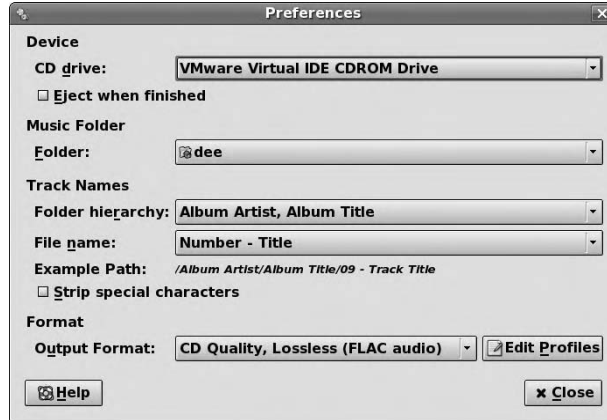 Preferences
Device
CD drive: VMware Virtual IDE CDROM Drive
Eject when finished
Music Folder
Folder: dee
Track Names
Folder hierarchy: Album Artist, Album Title
File name: Number - Title
Example Path: /Album Artist/Album Title/09 - Track Title
Strip special characters
Format
Output Format: CD Quality, Lossless (FLAC audio) Edit Profiles
Help Close